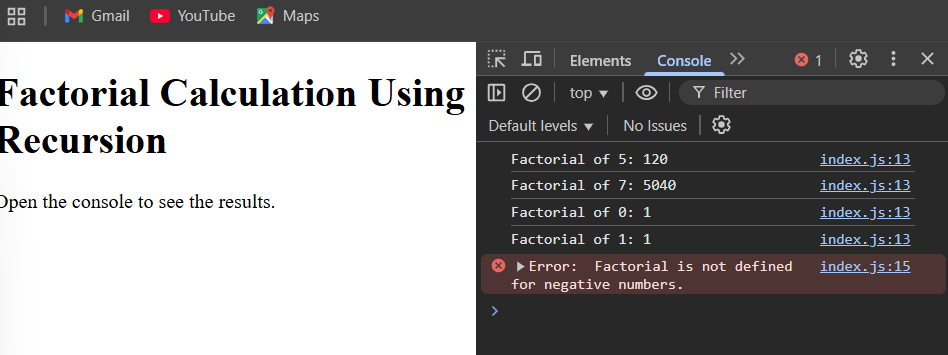 Gmail YouTube Maps
Factorial Calculation Using
Recursion
Open the console to see the results.
Elements Console 1
top Filter
Default levels No Issues
Factorial of 5: 120 index.js:13
Factorial of 7: 5040 index.js:13
Factorial of 0: 1 index.js:13
Factorial of 1: 1 index.js:13
Error:  Factorial is not defined index.js:15
for negative numbers.